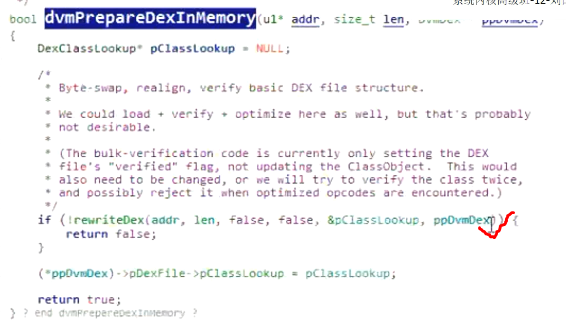 */
bool dvmPrepareDexInMemory(u1* addr, size_t len, DvmDex** ppDvmDex)
{
DexClassLookup* pClassLookup = NULL;
/*
* Byte-swap, realign, verify basic DEX file structure.
*
* We could load + verify + optimize here as well, but that's probably
* not desirable.
*
* (The bulk-verification code is currently only setting the DEX
* file's "verified" flag, not updating the ClassObject. This would
* also need to be changed, or we will try to verify the class twice,
* and possibly reject it when optimized opcodes are encountered.)
*/
if (!rewriteDex(addr, len, false, false, &pClassLookup, ppDvmDex)) {
return false;
}
(*ppDvmDex)->pDexFile->pClassLookup = pClassLookup;
return true;
} ? end dvmPrepareDexInMemory ?